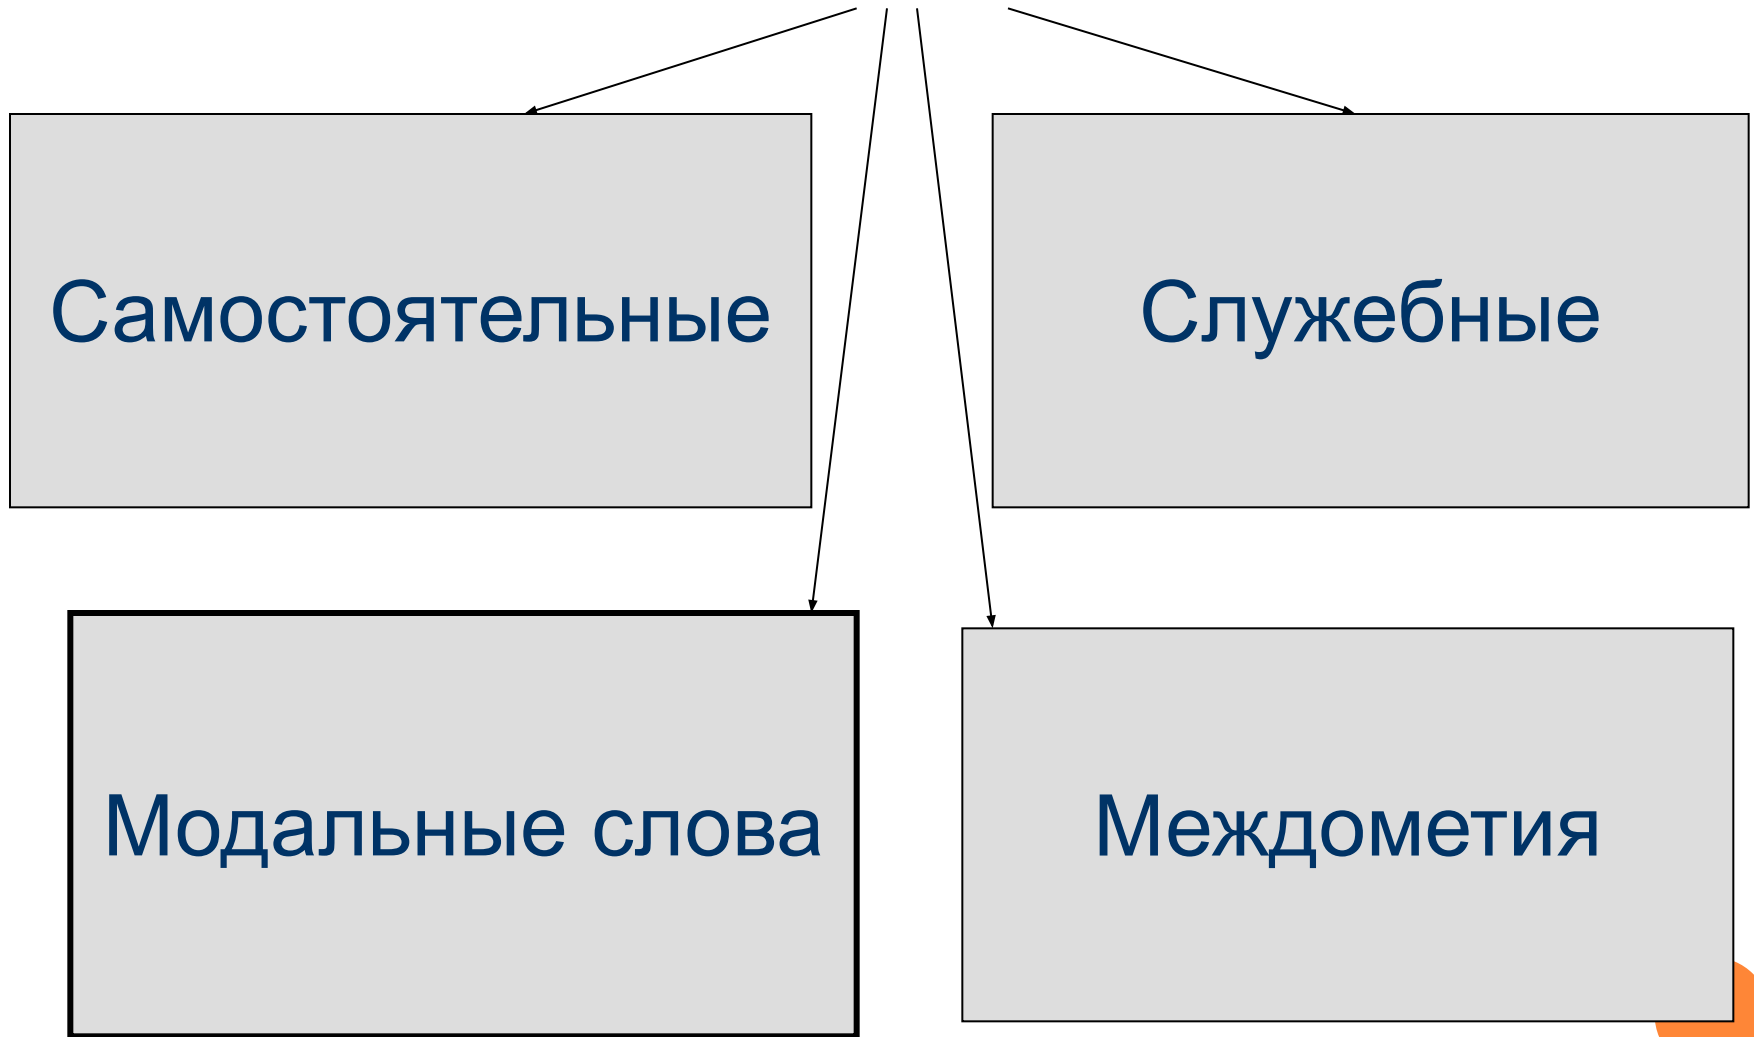 Самостоятельные
Служебные
Модальные слова
Междометия